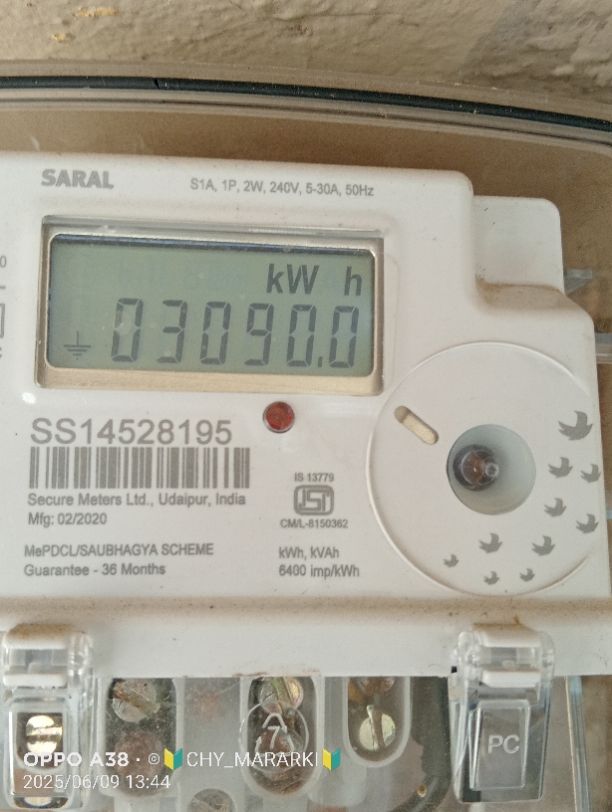 SARAL
S1A, 1P, 2W, 240V, 5-30A, 50Hz
kW h
03090.0
SS14528195
Secure Meters Ltd., Udaipur, India
Mfg: 02/2020
MePDCL/SAUBHAGYA SCHEME
Guarantee - 36 Months
IS 13779
CM/L-8150362
kWh, kVAh
6400 imp/kWh
PC
OPPO A38 · ©🔰CHY_MARARKI🔰
2025/06/09 13:44